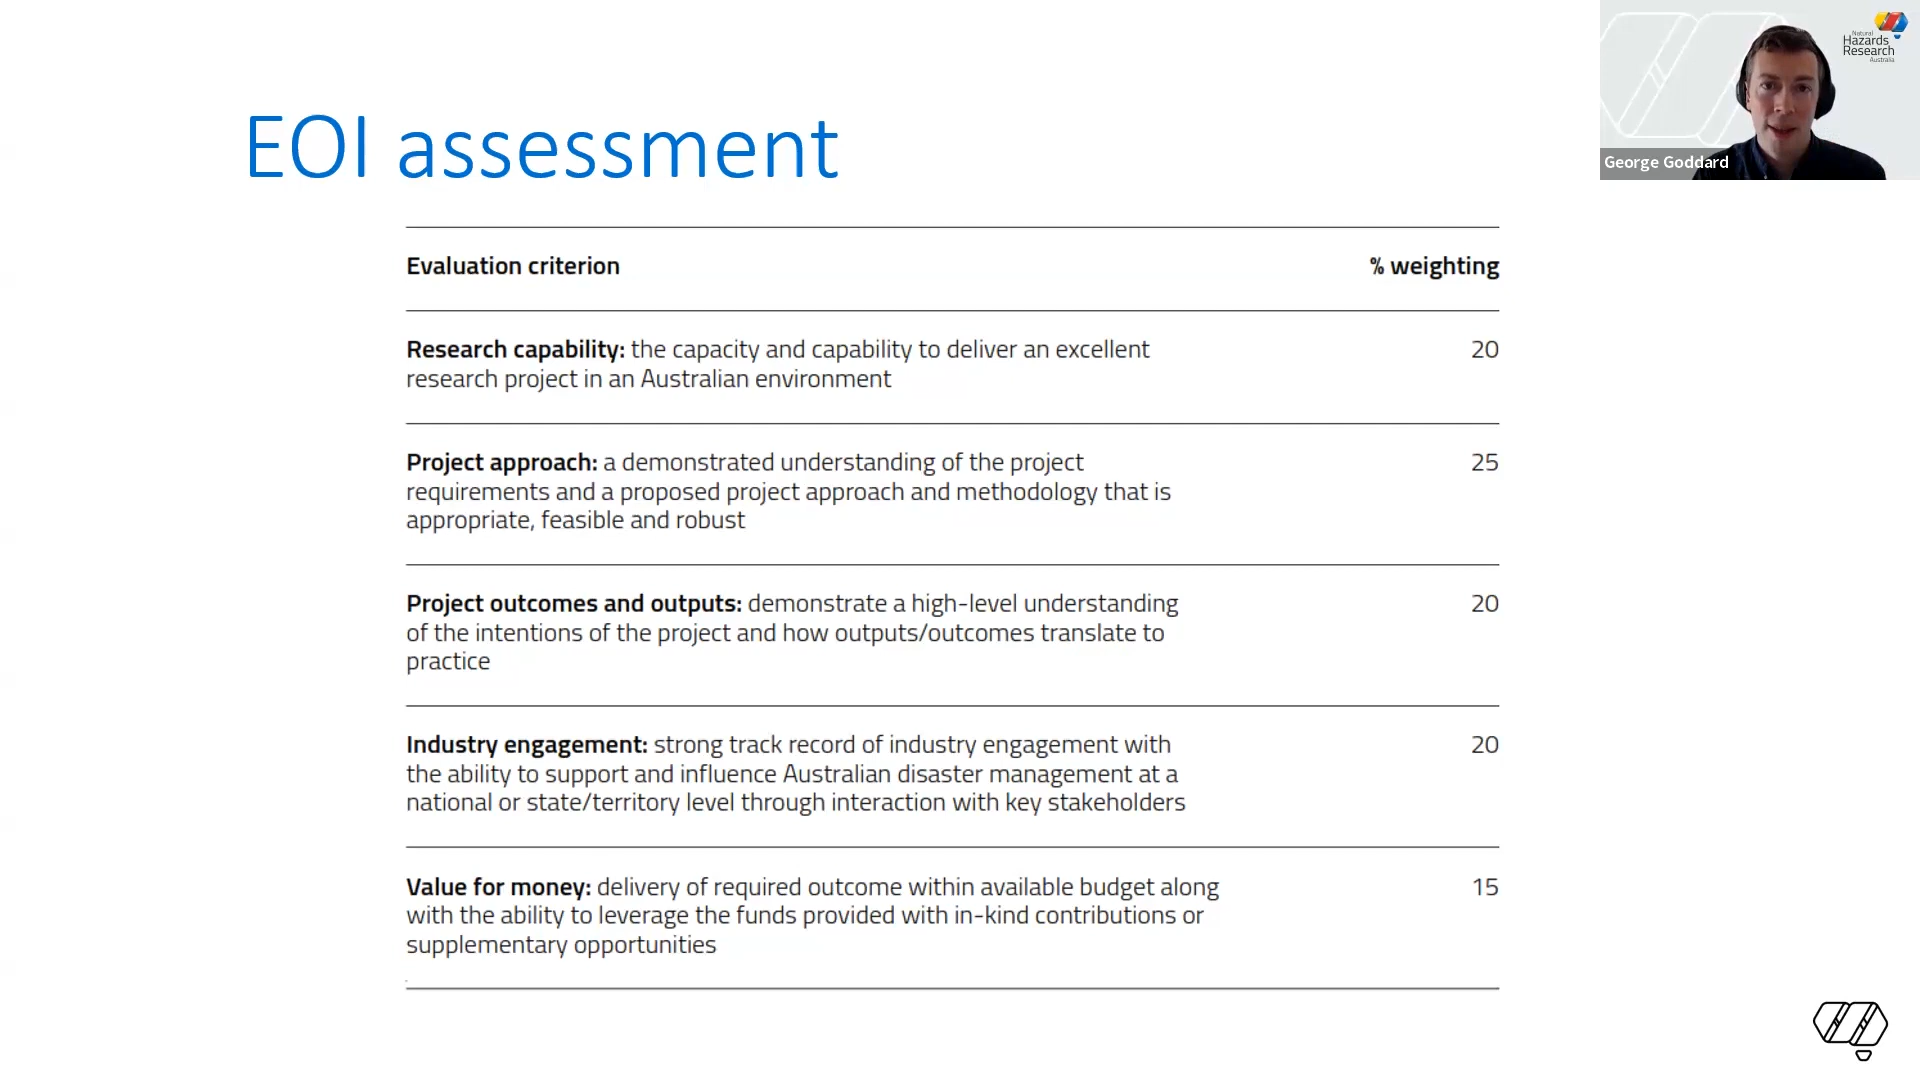 Natural
Hazards
Research
Australia
George Goddard
EOI assessment
Evaluation criterion % weighting
Research capability: the capacity and capability to deliver an excellent 20
research project in an Australian environment
Project approach: a demonstrated understanding of the project 25
requirements and a proposed project approach and methodology that is
appropriate, feasible and robust
Project outcomes and outputs: demonstrate a high-level understanding 20
of the intentions of the project and how outputs/outcomes translate to
practice
Industry engagement: strong track record of industry engagement with 20
the ability to support and influence Australian disaster management at a
national or state/territory level through interaction with key stakeholders
Value for money: delivery of required outcome within available budget along 15
with the ability to leverage the funds provided with in-kind contributions or
supplementary opportunities